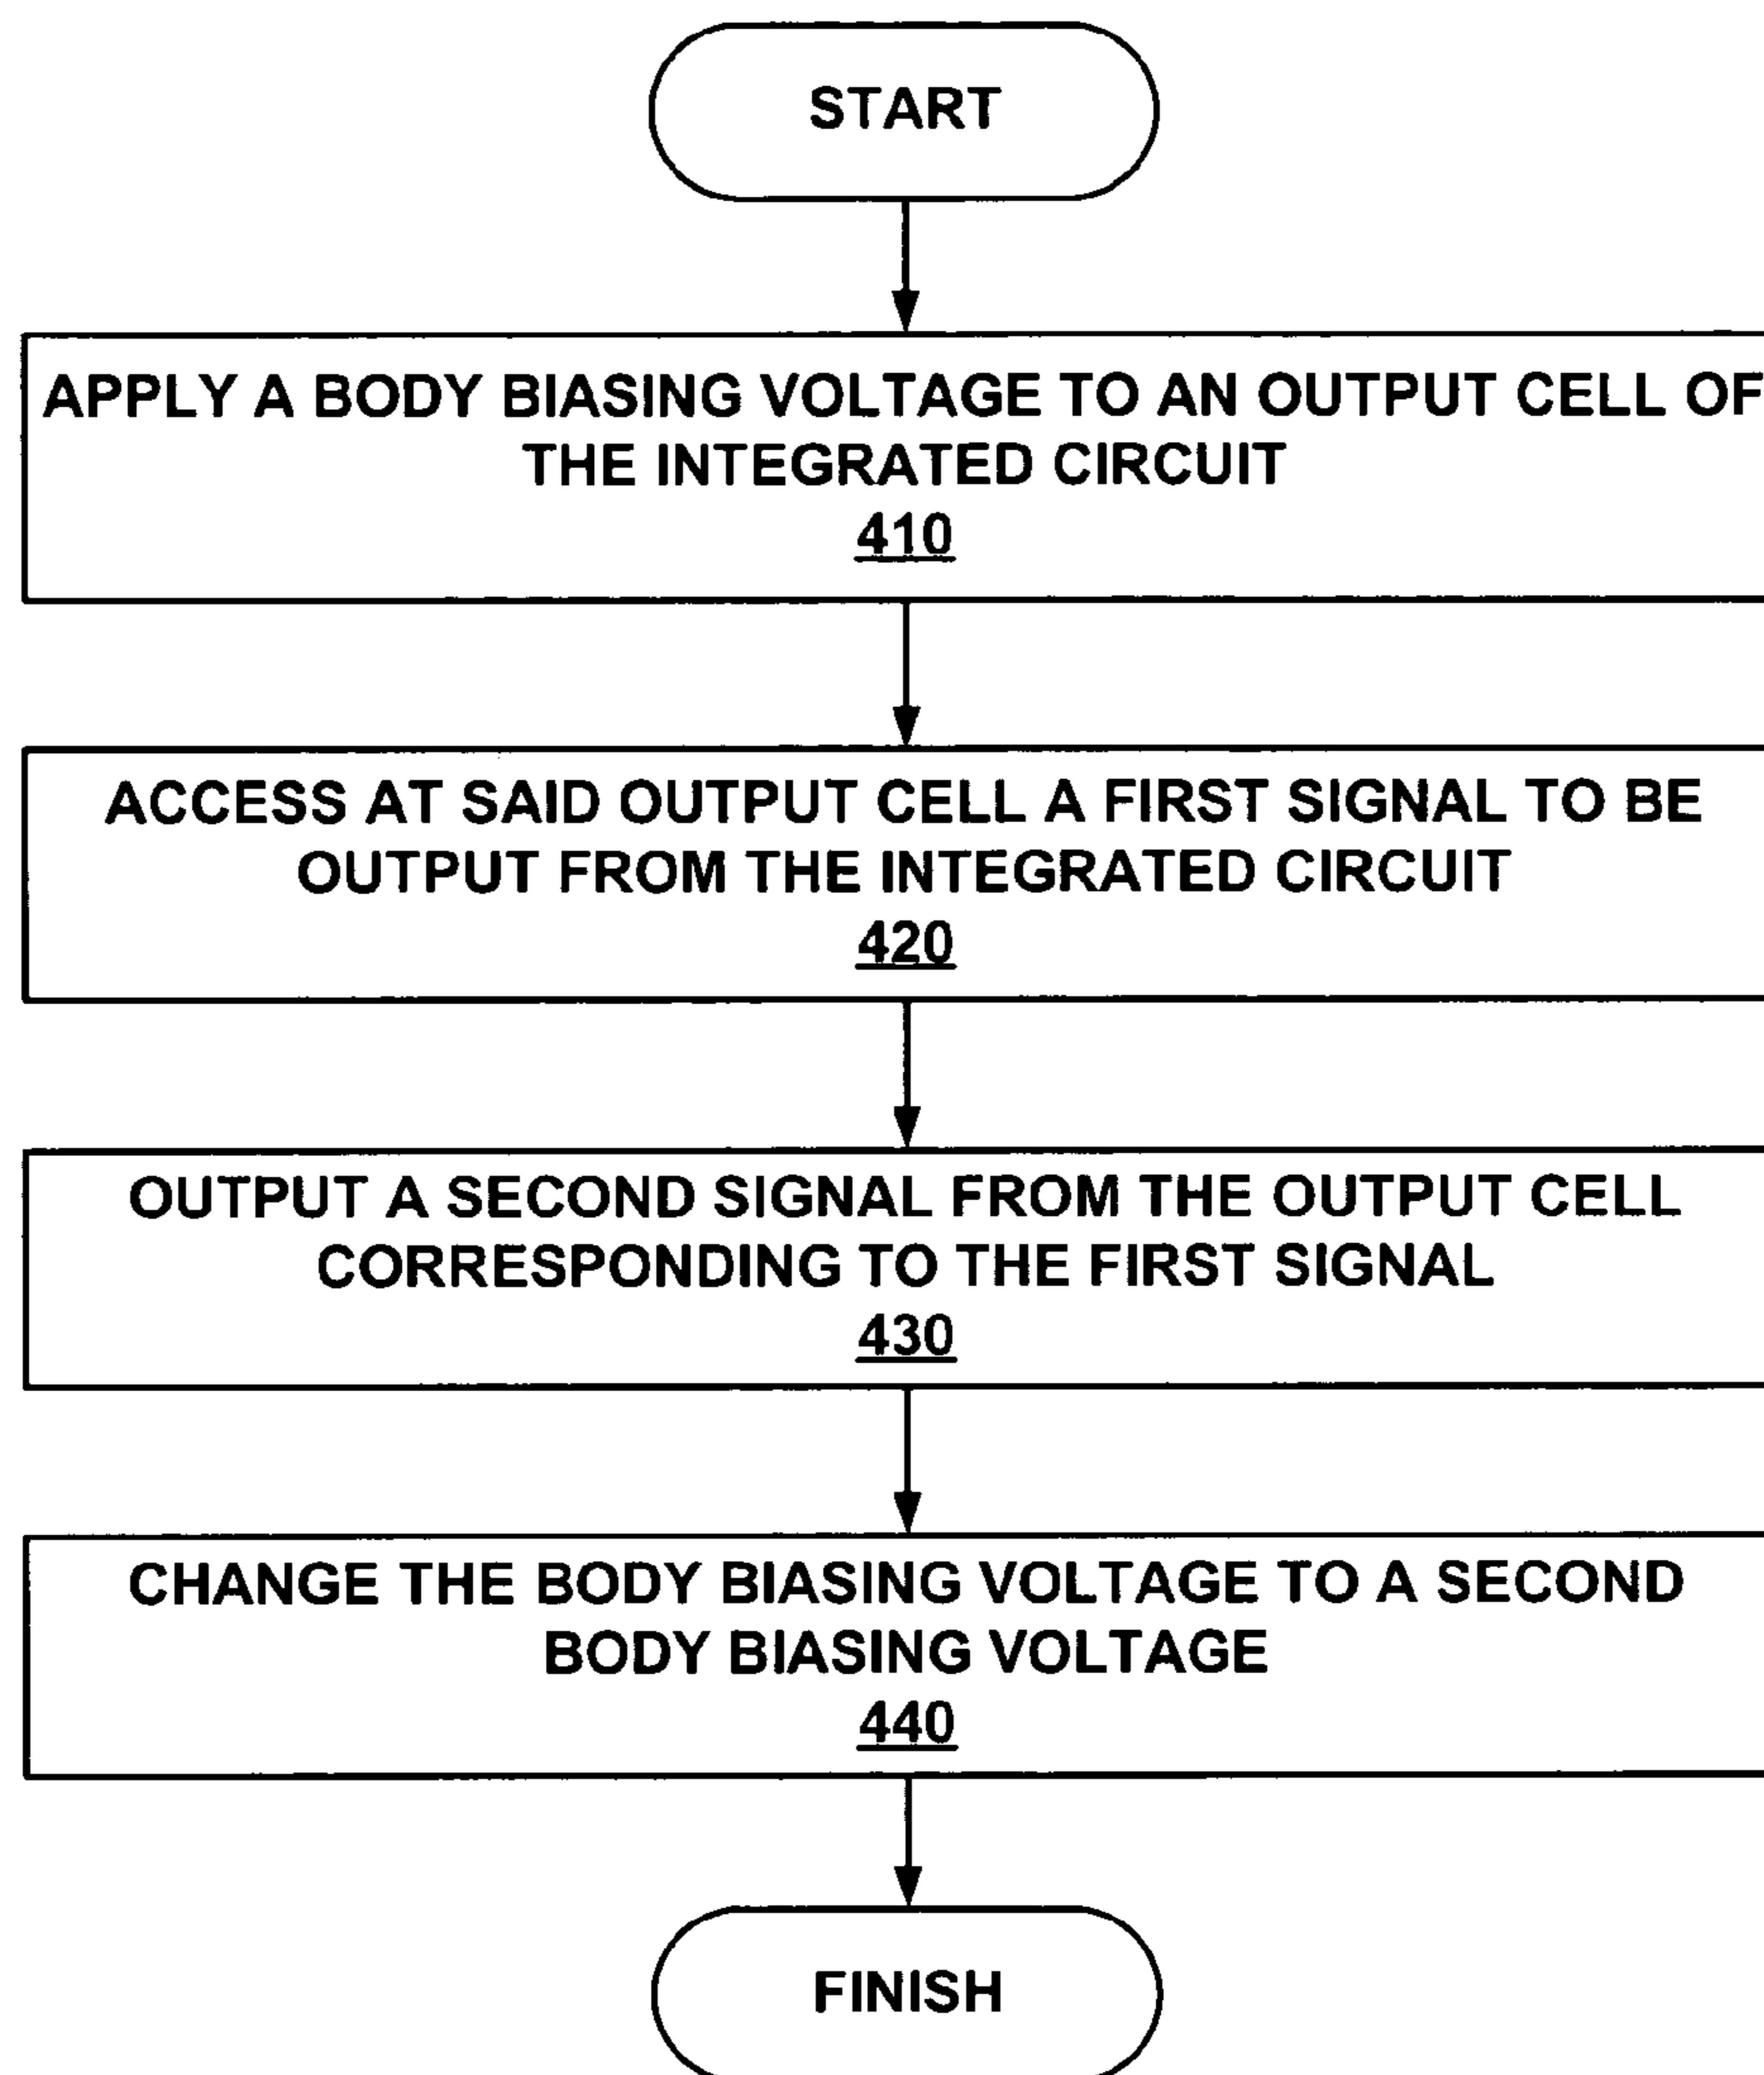 START
APPLY A BODY BIASING VOLTAGE TO AN OUTPUT CELL OF
THE INTEGRATED CIRCUIT
410
ACCESS AT SAID OUTPUT CELL A FIRST SIGNAL TO BE
OUTPUT FROM THE INTEGRATED CIRCUIT
420
OUTPUT A SECOND SIGNAL FROM THE OUTPUT CELL
CORRESPONDING TO THE FIRST SIGNAL
430
CHANGE THE BODY BIASING VOLTAGE TO A SECOND
BODY BIASING VOLTAGE
440
FINISH